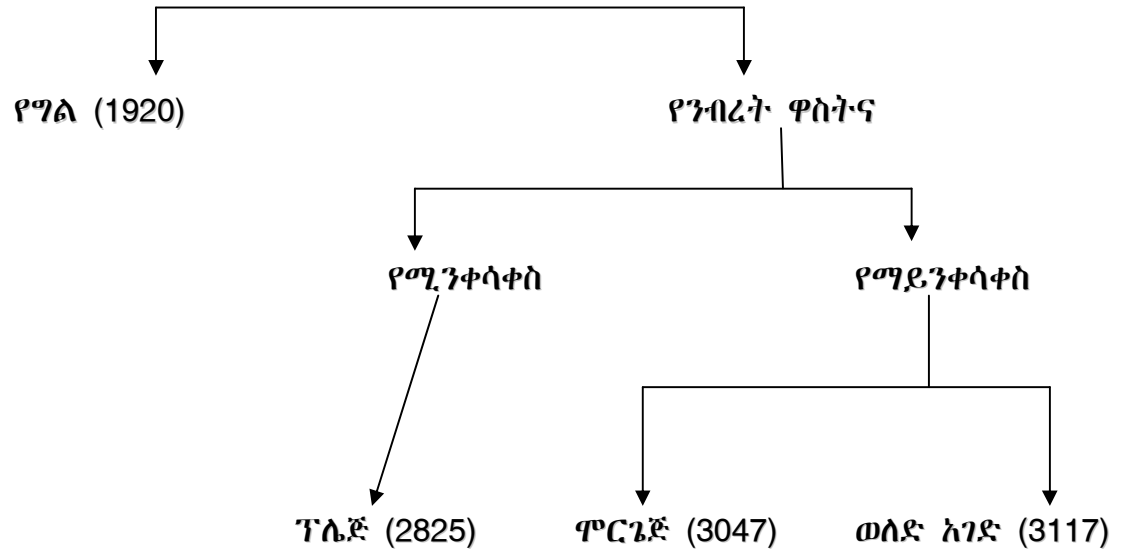 የግል (1920) የንብረት ዋስትና
የሚንቀሳቀስ የማይንቀሳቀስ
ፕሌጅ (2825) ሞርጌጅ (3047) ወለድ አገድ (3117)